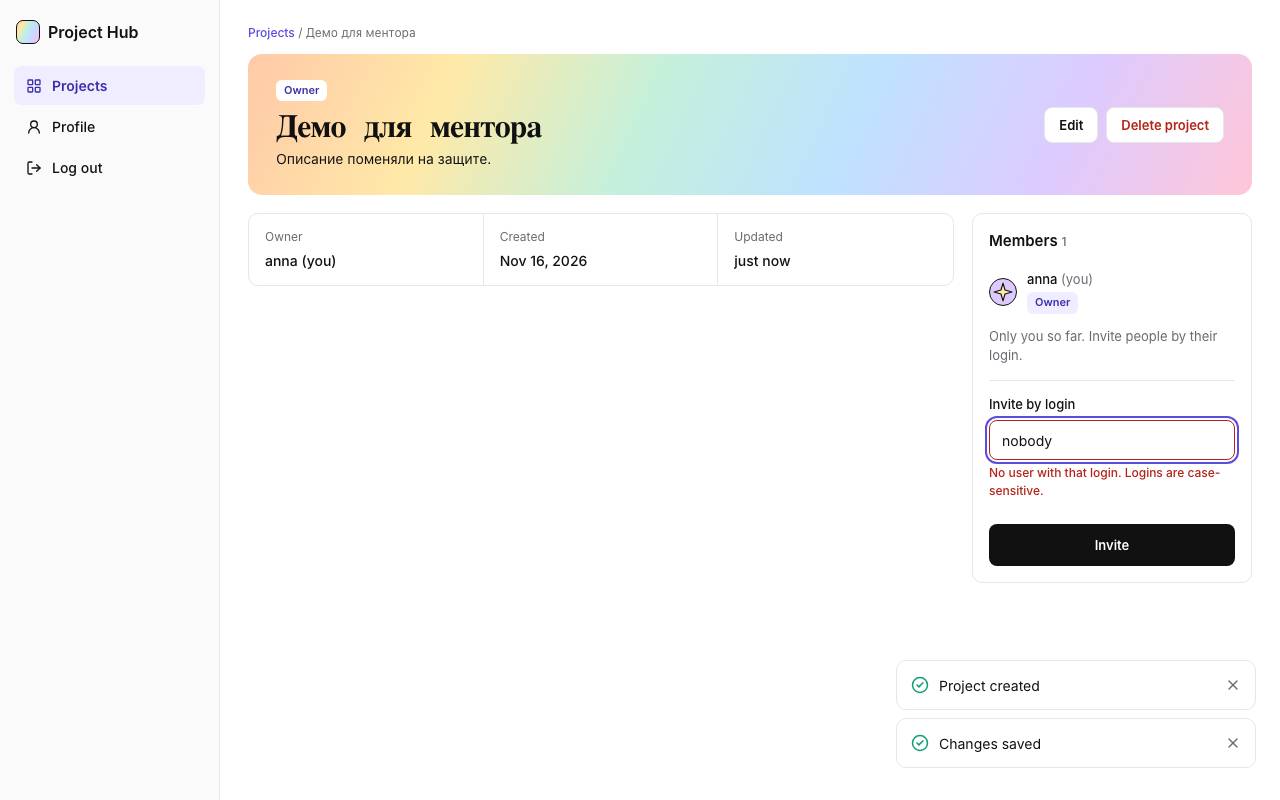 Project Hub
Projects
Profile
Log out
Projects / Демо для ментора
Owner
Демо для ментора
Описание поменяли на защите.
Edit
Delete project
Owner
anna (you)
Created
Nov 16, 2026
Updated
just now
Members 1
anna (you)
Owner
Only you so far. Invite people by their
login.
Invite by login
nobody
No user with that login. Logins are case-
sensitive.
Invite
Project created
Changes saved